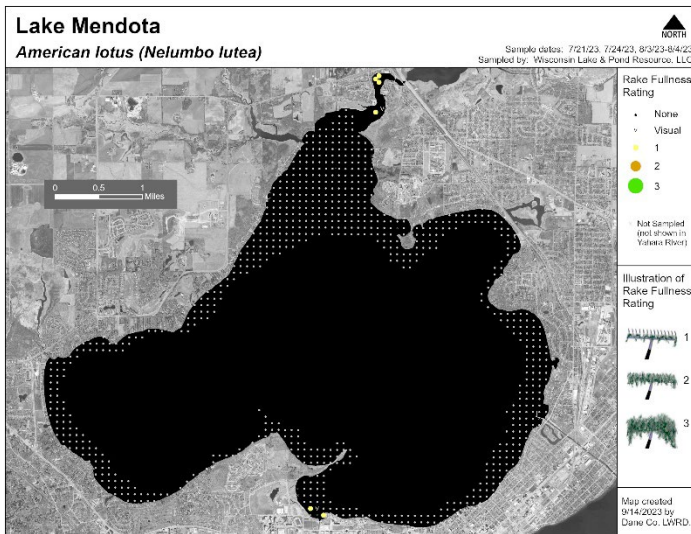 Lake Mendota
American lotus (Nelumbo lutea)
NORTH
Sample dates: 7/21/23, 7/24/23, 8/3/23-8/4/23
Sampled by: Wisconsin Lake & Pond Resource, LLC
Rake Fullness
Rating
None
Visual
1
2
3
Not Sampled
(not shown in
Yahara River)
0 0.5 1
Miles
Illustration of
Rake Fullness
Rating
1
2
3
Map created
9/14/2023 by
Dane Co. LWRD.